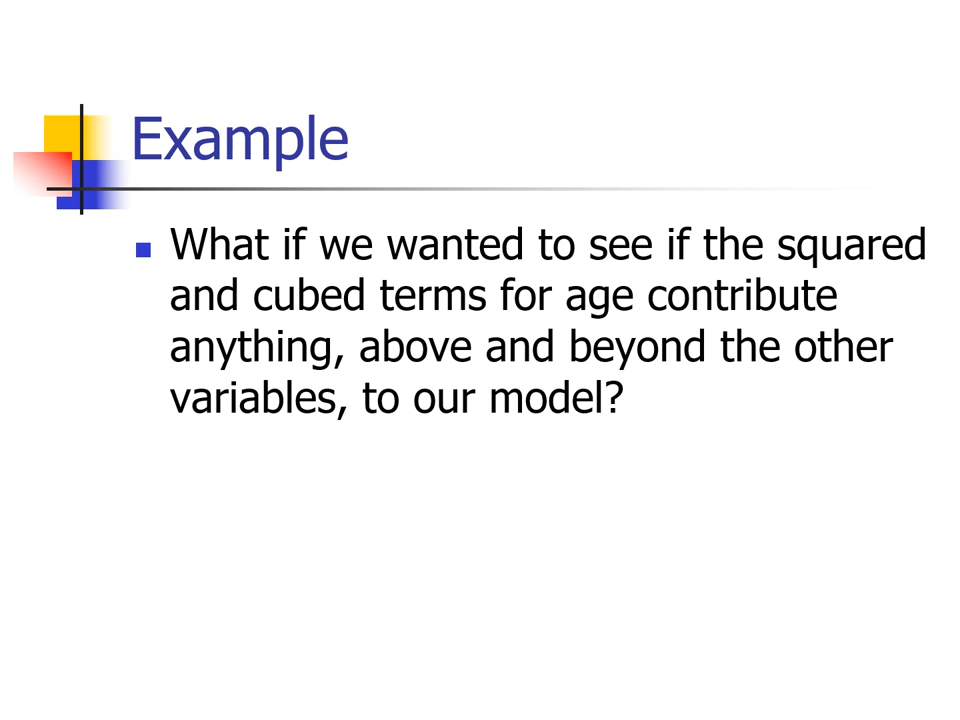 Example
What if we wanted to see if the squared
and cubed terms for age contribute
anything, above and beyond the other
variables, to our model?